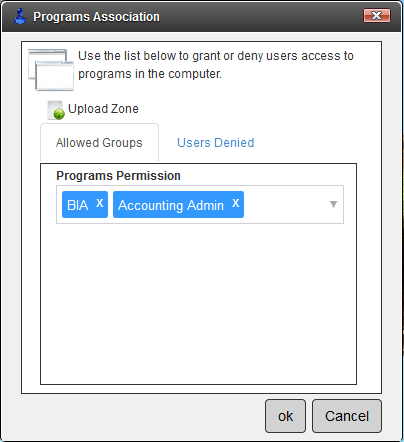 Programs Association
Use the list below to grant or deny users access to
programs in the computer.
Upload Zone
Allowed Groups Users Denied
Programs Permission
BIA X Accounting Admin X
ok Cancel